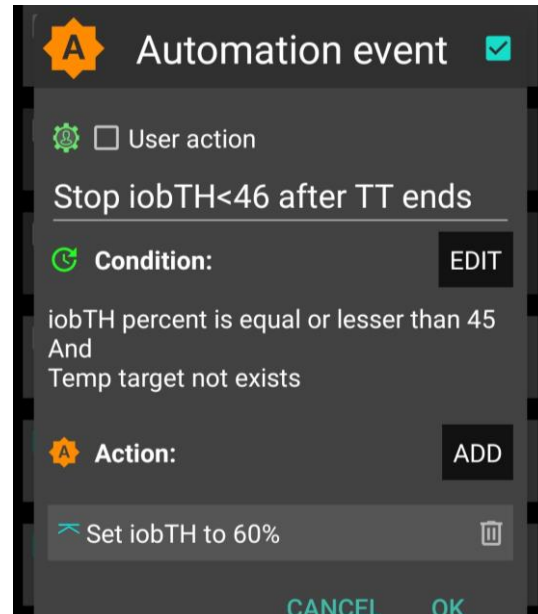 A Automation event
User action
Stop iobTH<46 after TT ends
Condition: EDIT
iobTH percent is equal or lesser than 45
And
Temp target not exists
A Action: ADD
Set iobTH to 60%
CANCEL OK